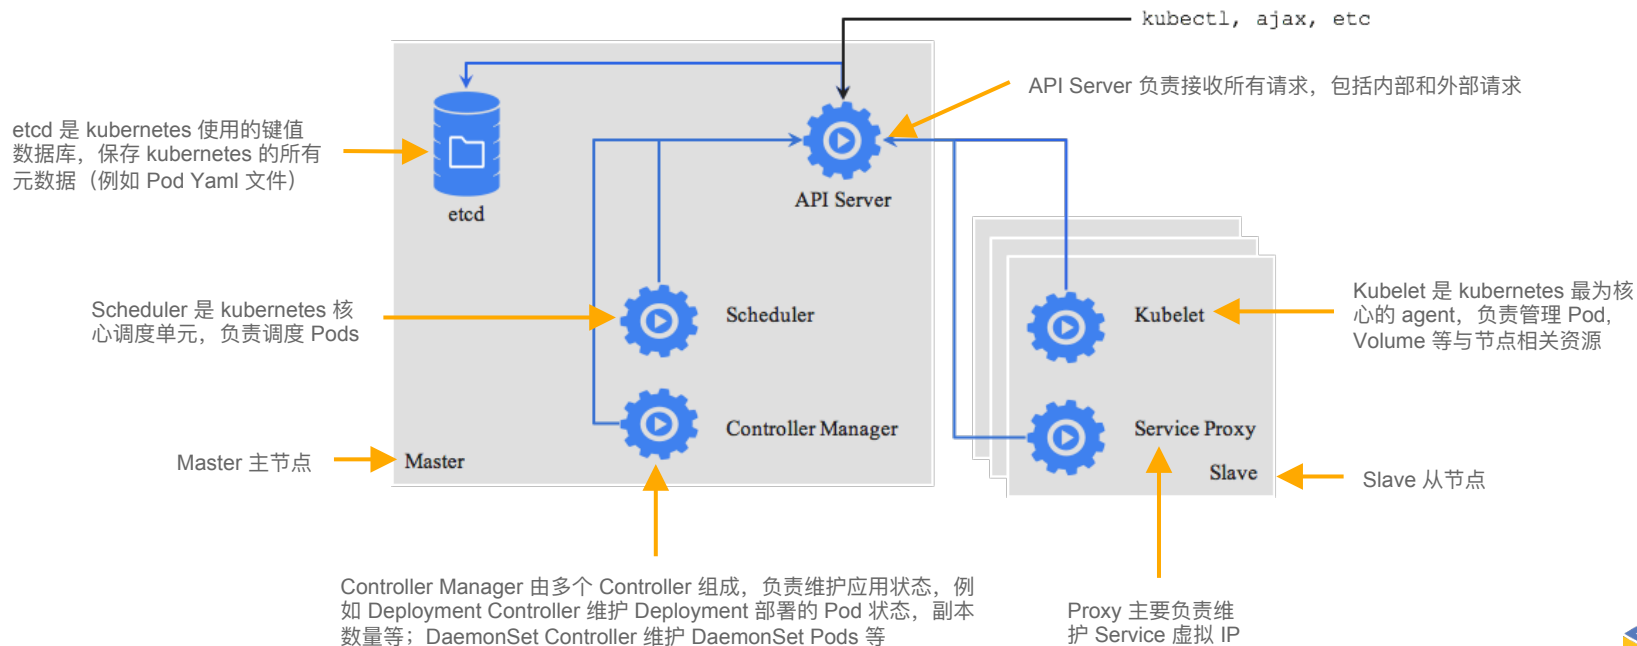 kubectl, ajax, etc
API Server 负责接收所有请求，包括内部和外部请求
etcd 是 kubernetes 使用的键值
数据库，保存 kubernetes 的所有
元数据（例如 Pod Yaml 文件）
etcd
API Server
Scheduler 是 kubernetes 核
心调度单元，负责调度 Pods
Scheduler
Kubelet
Kubelet 是 kubernetes 最为核
心的 agent，负责管理 Pod,
Volume 等与节点相关资源
Controller Manager
Service Proxy
Master 主节点
Master
Slave
Slave 从节点
Controller Manager 由多个 Controller 组成，负责维护应用状态，例
如 Deployment Controller 维护 Deployment 部署的 Pod 状态，副本
数量等；DaemonSet Controller 维护 DaemonSet Pods 等
Proxy 主要负责维
护 Service 虚拟 IP